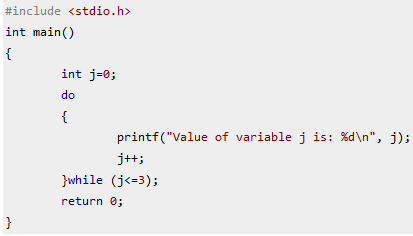 #include <stdio.h>
int main()
{
        int j=0;
        do
        {
                printf("Value of variable j is: %d\n", j);
                j++;
        }while (j<=3);
        return 0;
}